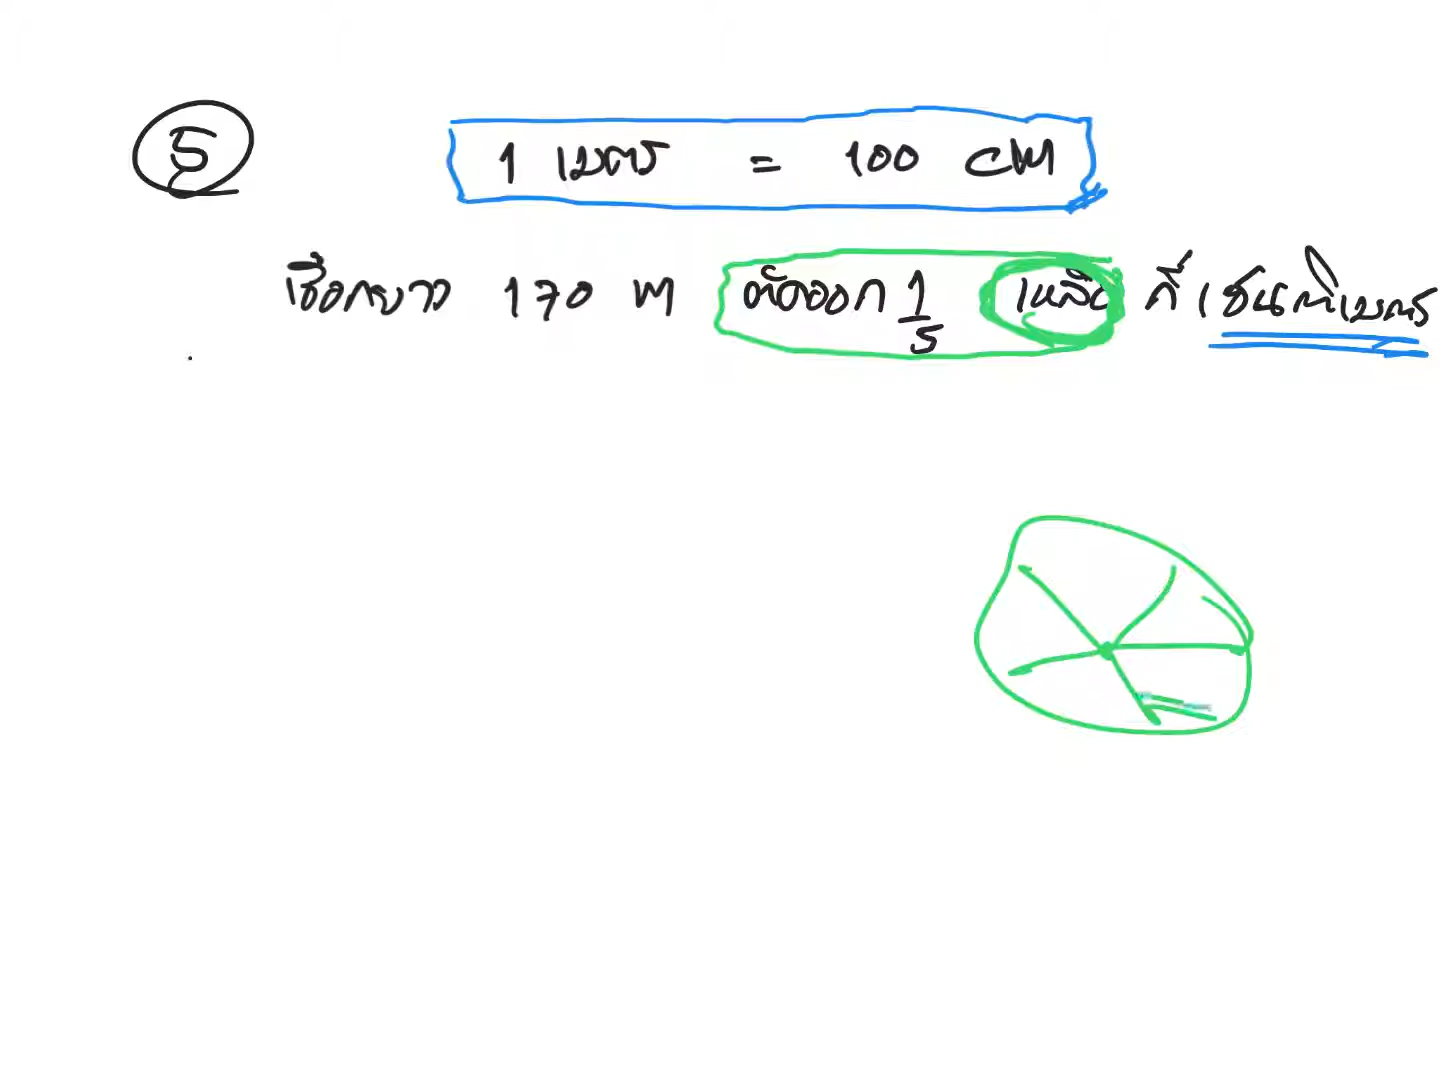 5
1 เมตร = 100 cm
เชือกยาว 170 m ตัดออก 1/5 เหลือ กี่ เซนติเมตร